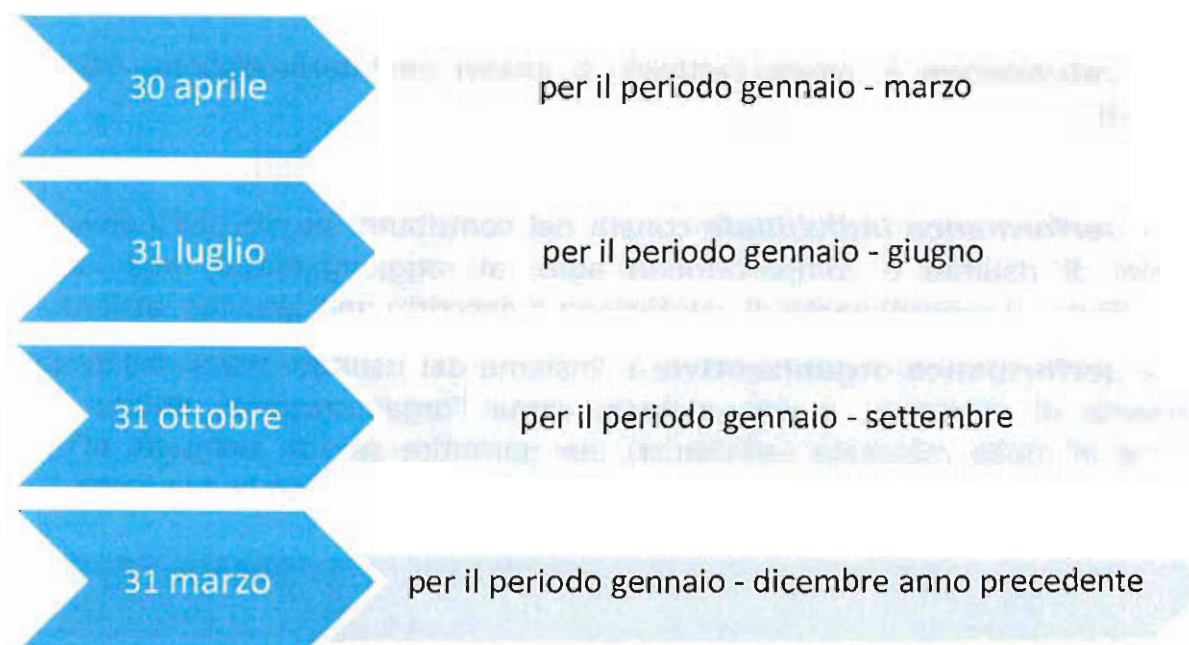 30 aprile per il periodo gennaio - marzo
31 luglio per il periodo gennaio - giugno
31 ottobre per il periodo gennaio - settembre
31 marzo per il periodo gennaio - dicembre anno precedente